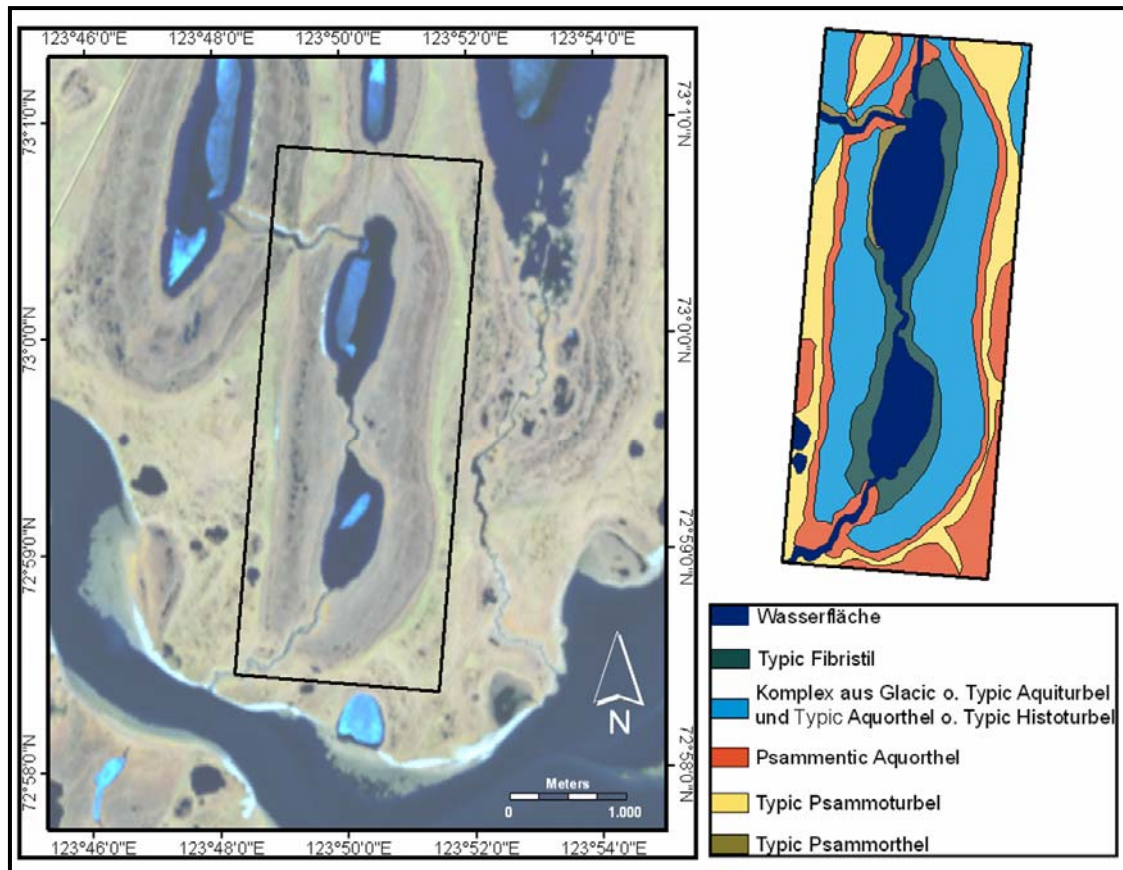 123°46'0"E 123°48'0"E 123°50'0"E 123°52'0"E 123°54'0"E
73°1'0"N
73°0'0"N
72°59'0"N
72°58'0"N
73°1'0"N
73°0'0"N
72°59'0"N
72°58'0"N
N
Meters
0 1.000
123°46'0"E 123°48'0"E 123°50'0"E 123°52'0"E 123°54'0"E
Wasserfläche
Typic Fibristil
Komplex aus Glacic o. Typic Aquiturbel
und Typic Aquorthel o. Typic Histoturbel
Psammentic Aquorthel
Typic Psammoturbel
Typic Psammorthel